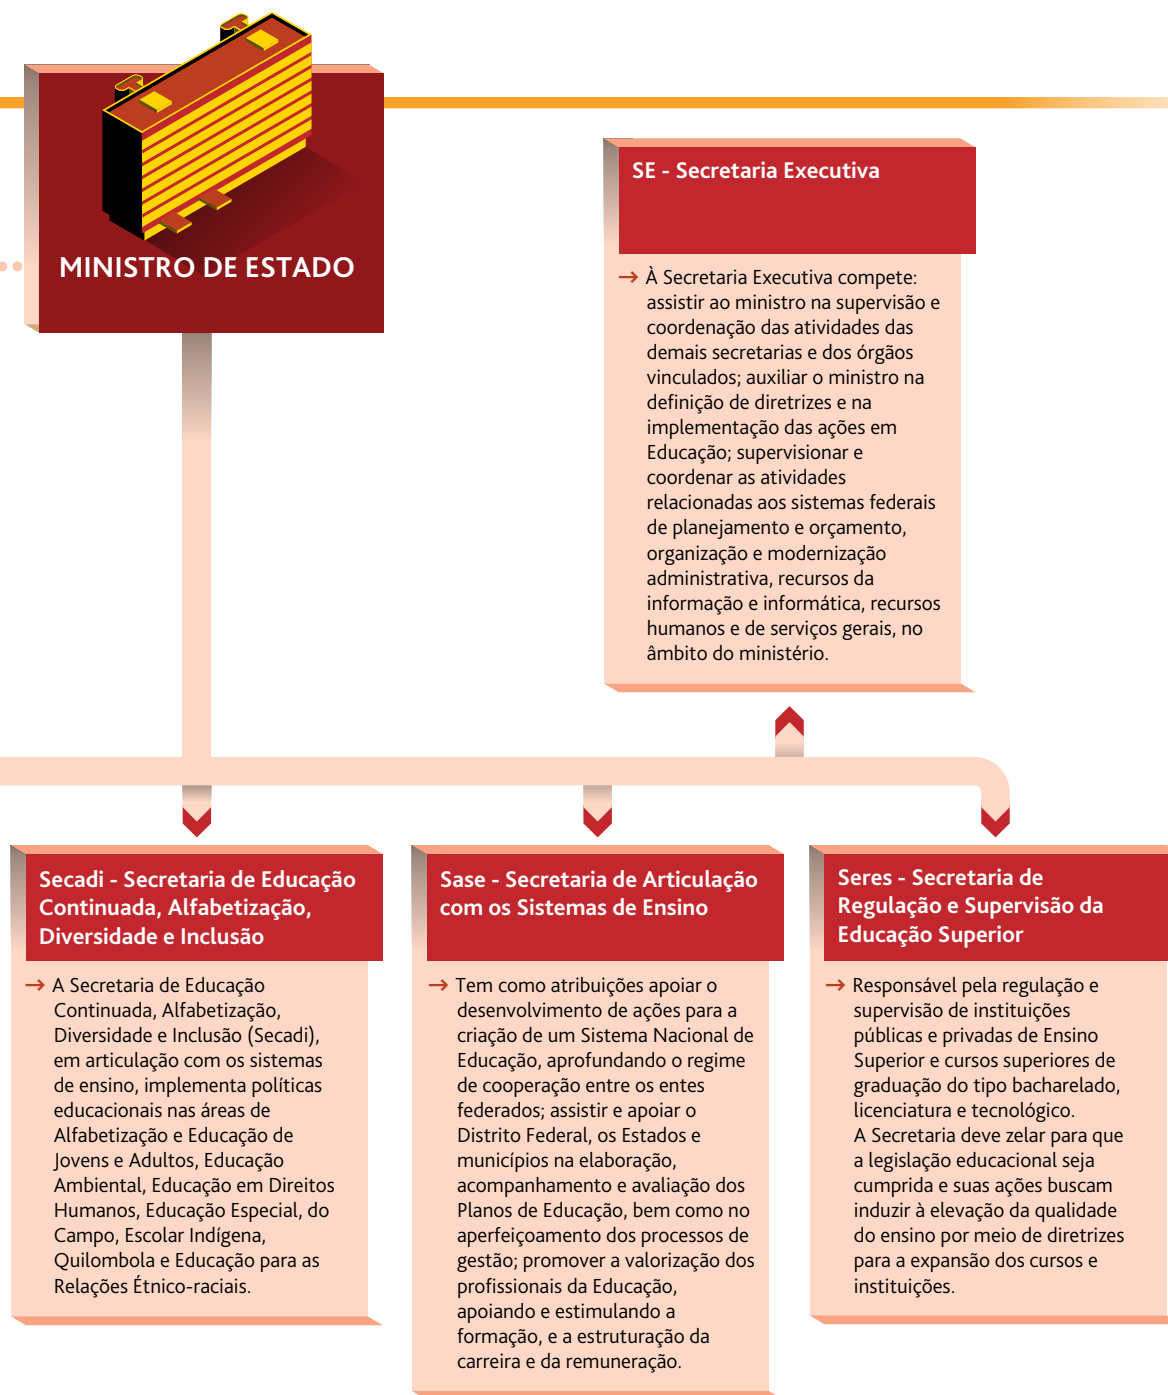 MINISTRO DE ESTADO
SE - Secretaria Executiva
→ À Secretaria Executiva compete:
assistir ao ministro na supervisão e
coordenação das atividades das
demais secretarias e dos órgãos
vinculados; auxiliar o ministro na
definição de diretrizes e na
implementação das ações em
Educação; supervisionar e
coordenar as atividades
relacionadas aos sistemas federais
de planejamento e orçamento,
organização e modernização
administrativa, recursos da
informação e informática, recursos
humanos e de serviços gerais, no
âmbito do ministério.
Secadi - Secretaria de Educação
Continuada, Alfabetização,
Diversidade e Inclusão
→ A Secretaria de Educação
Continuada, Alfabetização,
Diversidade e Inclusão (Secadi),
em articulação com os sistemas
de ensino, implementa políticas
educacionais nas áreas de
Alfabetização e Educação de
Jovens e Adultos, Educação
Ambiental, Educação em Direitos
Humanos, Educação Especial, do
Campo, Escolar Indígena,
Quilombola e Educação para as
Relações Étnico-raciais.
Sase - Secretaria de Articulação
com os Sistemas de Ensino
→ Tem como atribuições apoiar o
desenvolvimento de ações para a
criação de um Sistema Nacional de
Educação, aprofundando o regime
de cooperação entre os entes
federados; assistir e apoiar o
Distrito Federal, os Estados e
municípios na elaboração,
acompanhamento e avaliação dos
Planos de Educação, bem como no
aperfeiçoamento dos processos de
gestão; promover a valorização dos
profissionais da Educação,
apoiando e estimulando a
formação, e a estruturação da
carreira e da remuneração.
Seres - Secretaria de
Regulação e Supervisão da
Educação Superior
→ Responsável pela regulação e
supervisão de instituições
públicas e privadas de Ensino
Superior e cursos superiores de
graduação do tipo bacharelado,
licenciatura e tecnológico.
A Secretaria deve zelar para que
a legislação educacional seja
cumprida e suas ações buscam
induzir à elevação da qualidade
do ensino por meio de diretrizes
para a expansão dos cursos e
instituições.